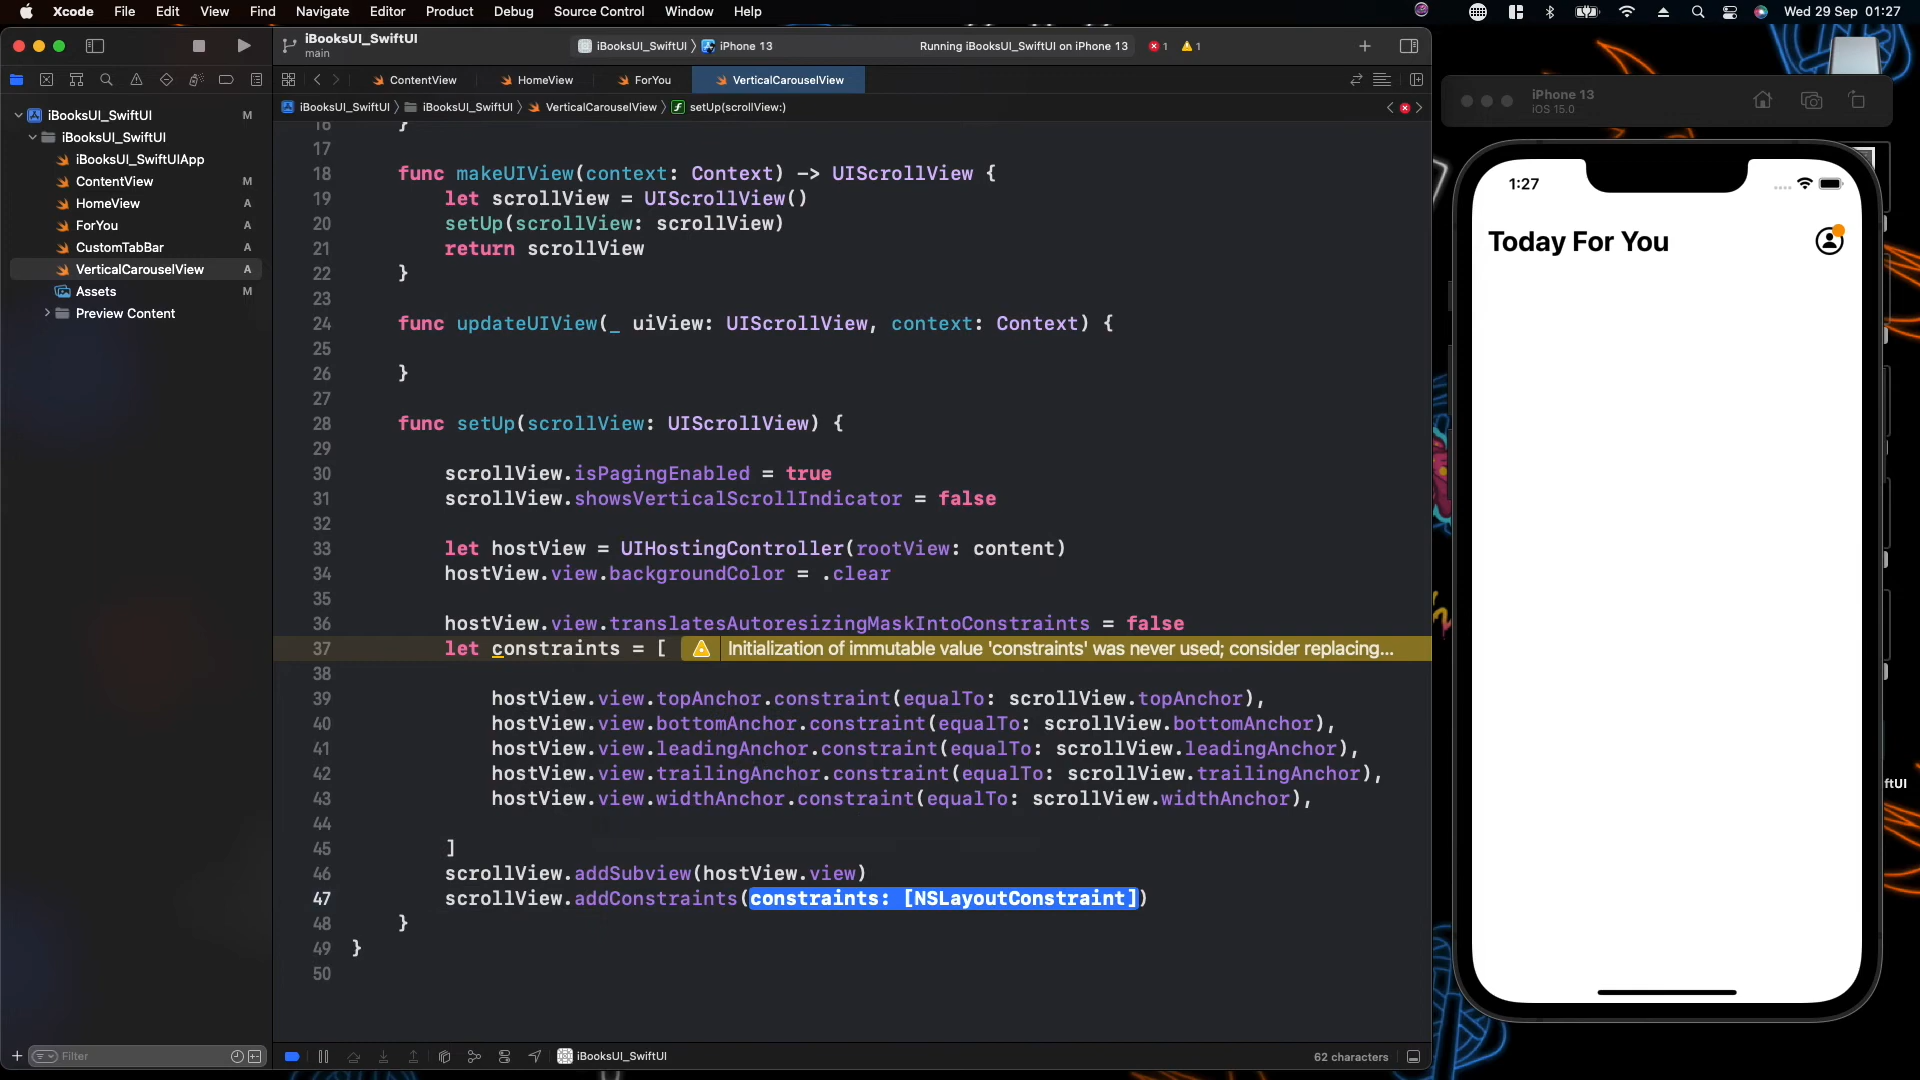 Xcode File Edit View Find Navigate Editor Product Debug Source Control Window Help Wed 29 Sep 01:27
iBooksUI_SwiftUI
main
iBooksUI_SwiftUI 〉 iPhone 13
Running iBooksUI_SwiftUI on iPhone 13
1 1
ContentView HomeView ForYou VerticalCarouselView
iBooksUI_SwiftUI 〉 iBooksUI_SwiftUI 〉 VerticalCarouselView 〉 setUp(scrollView:)
iBooksUI_SwiftUI M
iBooksUI_SwiftUI
iBooksUI_SwiftUIApp
ContentView M
HomeView A
ForYou A
CustomTabBar A
VerticalCarouselView A
Assets M
Preview Content
Filter
16 }
17
18 func makeUIView(context: Context) -> UIScrollView {
19 let scrollView = UIScrollView()
20 setUp(scrollView: scrollView)
21 return scrollView
22 }
23
24 func updateUIView(_ uiView: UIScrollView, context: Context) {
25
26 }
27
28 func setUp(scrollView: UIScrollView) {
29
30 scrollView.isPagingEnabled = true
31 scrollView.showsVerticalScrollIndicator = false
32
33 let hostView = UIHostingController(rootView: content)
34 hostView.view.backgroundColor = .clear
35
36 hostView.view.translatesAutoresizingMaskIntoConstraints = false
37 let constraints = [ Initialization of immutable value 'constraints' was never used; consider replacing...
38
39 hostView.view.topAnchor.constraint(equalTo: scrollView.topAnchor),
40 hostView.view.bottomAnchor.constraint(equalTo: scrollView.bottomAnchor),
41 hostView.view.leadingAnchor.constraint(equalTo: scrollView.leadingAnchor),
42 hostView.view.trailingAnchor.constraint(equalTo: scrollView.trailingAnchor),
43 hostView.view.widthAnchor.constraint(equalTo: scrollView.widthAnchor),
44
45 ]
46 scrollView.addSubview(hostView.view)
47 scrollView.addConstraints(constraints: [NSLayoutConstraint])
48 }
49 }
50
iBooksUI_SwiftUI
62 characters
iPhone 13
iOS 15.0
1:27
Today For You
ftUI